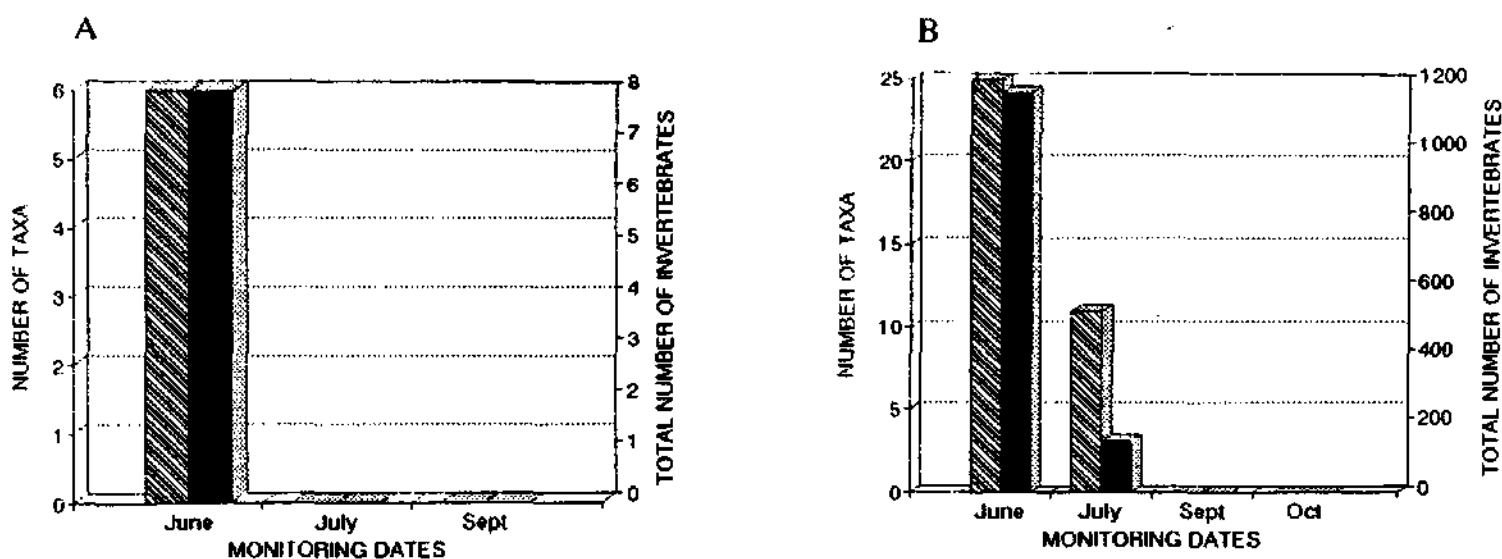 A
NUMBER OF TAXA
6
5
4
3
2
1
0
8
7
6
5
4
3
2
1
0
TOTAL NUMBER OF INVERTEBRATES
June July Sept
MONITORING DATES
B
NUMBER OF TAXA
25
20
15
10
5
0
1200
1000
800
600
400
200
0
TOTAL NUMBER OF INVERTEBRATES
June July Sept Oct
MONITORING DATES